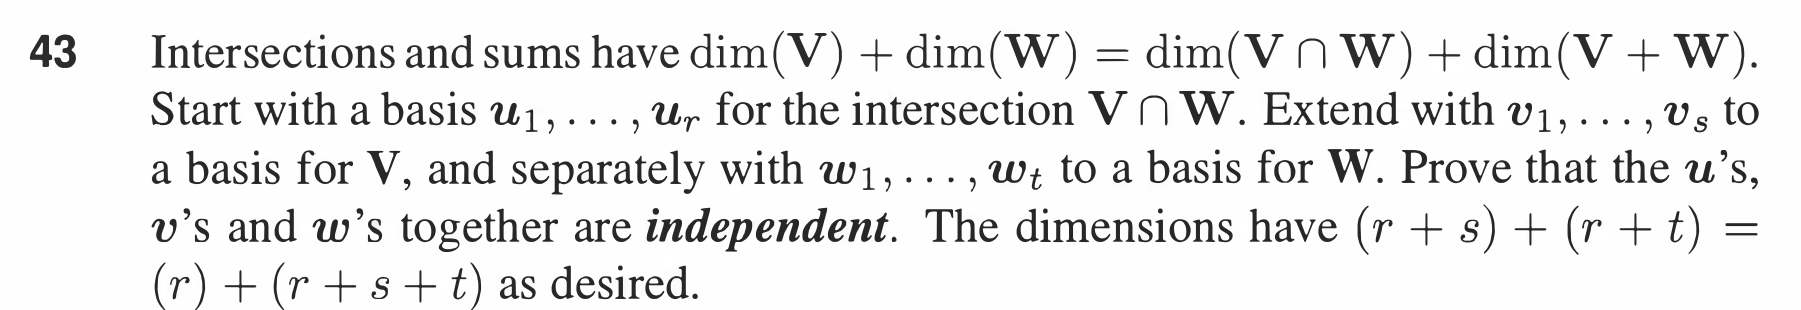 43 Intersections and sums have dim(V) + dim(W) = dim(V ∩ W) + dim(V + W).
Start with a basis u₁, . . . , uᵣ for the intersection V ∩ W. Extend with v₁, . . . , vₛ to
a basis for V, and separately with w₁, . . . , wₜ to a basis for W. Prove that the u's,
v's and w's together are independent. The dimensions have (r + s) + (r + t) =
(r) + (r + s + t) as desired.